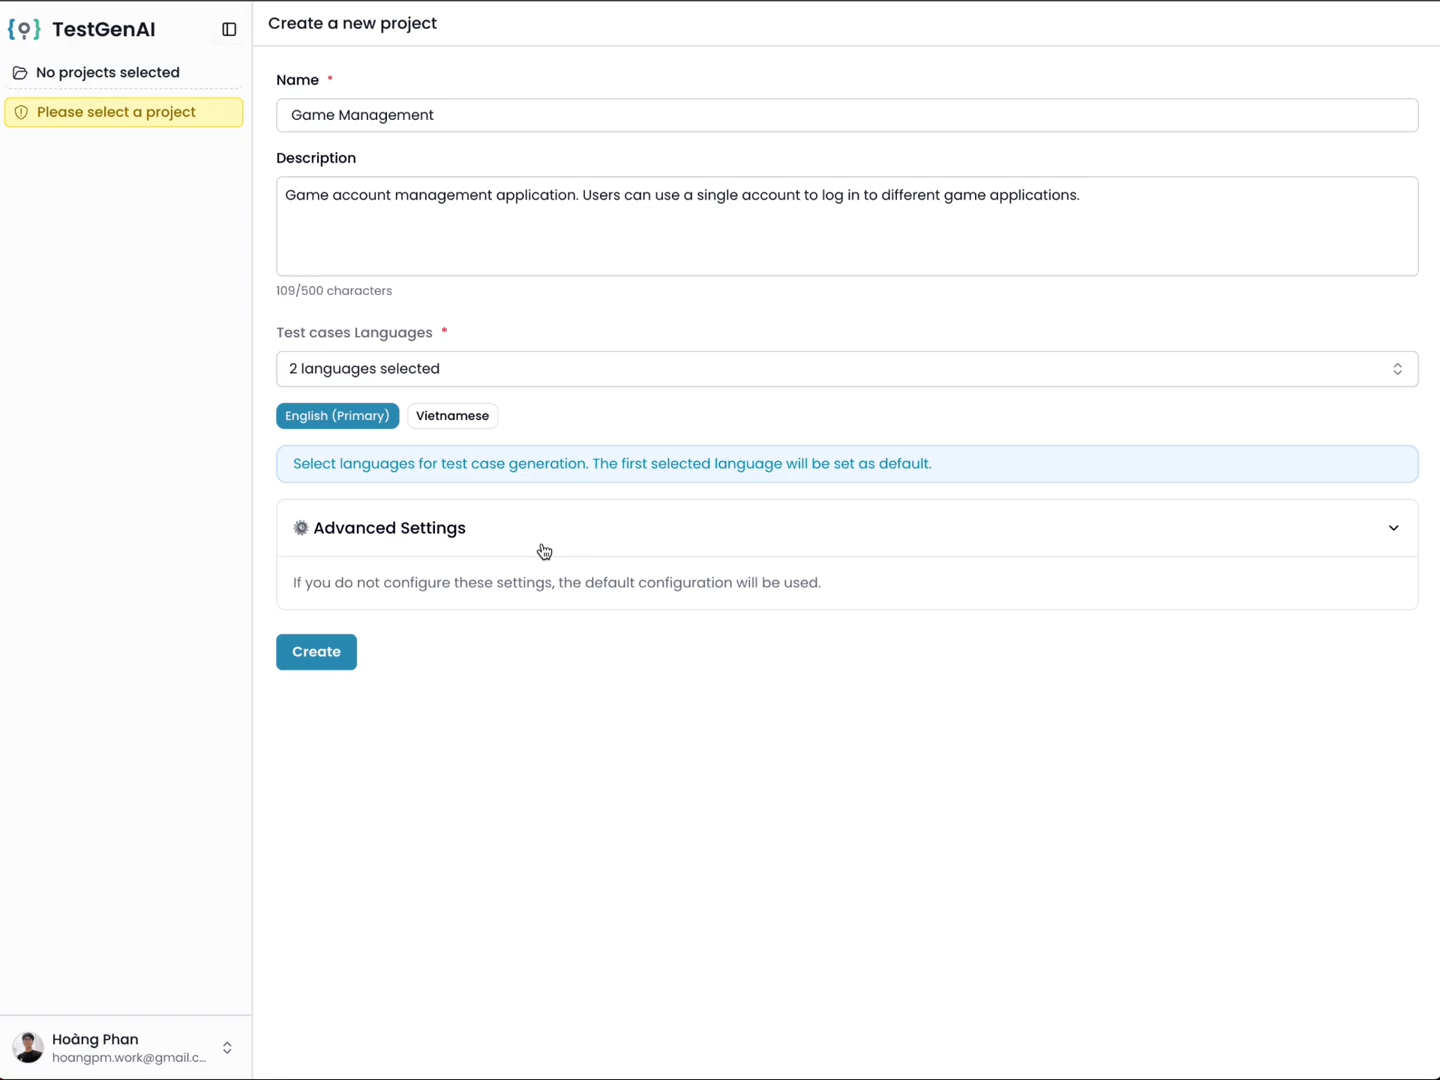 TestGenAI
No projects selected
Please select a project
Create a new project
Name *
Game Management
Description
Game account management application. Users can use a single account to log in to different game applications.
109/500 characters
Test cases Languages *
2 languages selected
English (Primary)
Vietnamese
Select languages for test case generation. The first selected language will be set as default.
Advanced Settings
If you do not configure these settings, the default configuration will be used.
Create
Hoàng Phan
hoangpm.work@gmail.c...